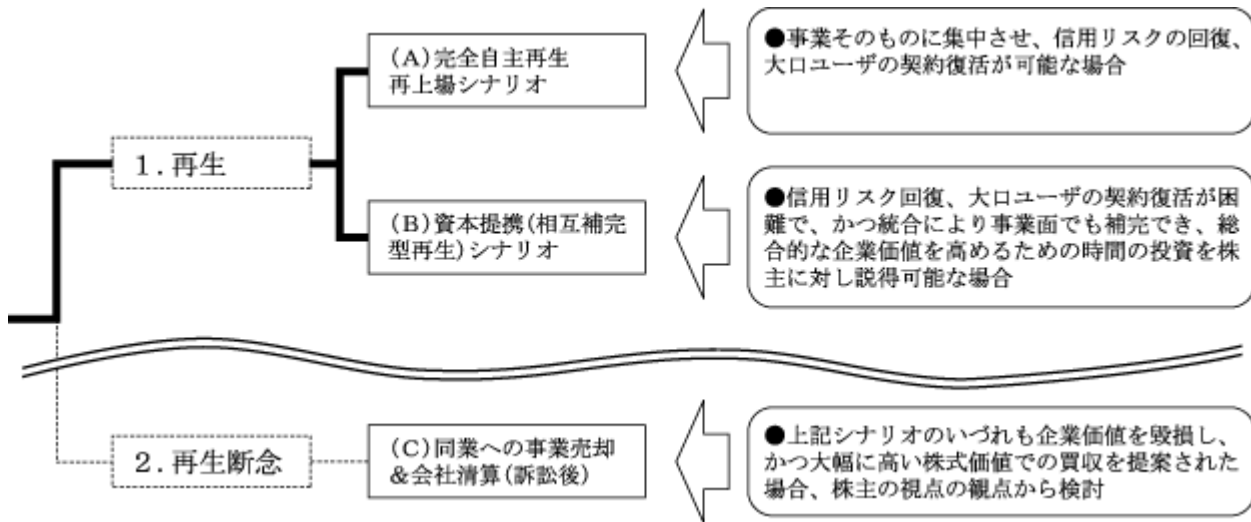 (A)完全自主再生
再上場シナリオ
●事業そのものに集中させ、信用リスクの回復、
大口ユーザの契約復活が可能な場合
1.再生
(B)資本提携(相互補完
型再生)シナリオ
●信用リスク回復、大口ユーザの契約復活が困
難で、かつ統合により事業面でも補完でき、総
合的な企業価値を高めるための時間の投資を株
主に対し説得可能な場合
2.再生断念
(C)同業への事業売却
&会社清算(訴訟後)
●上記シナリオのいづれも企業価値を毀損し、
かつ大幅に高い株式価値での買収を提案された
場合、株主の視点の観点から検討